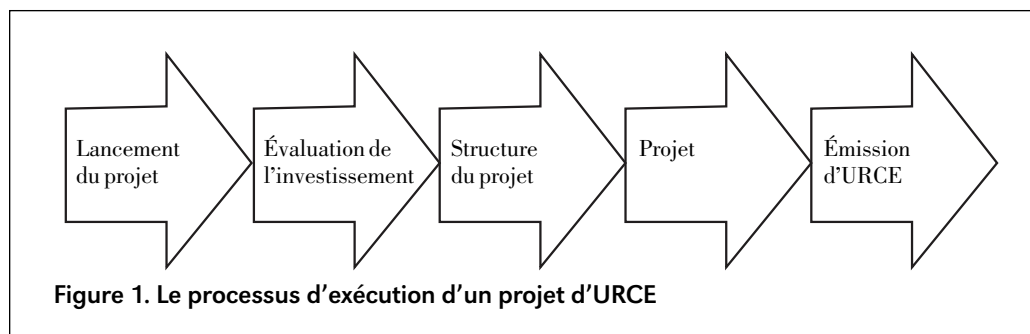 Lancement
du projet
Évaluation de
l'investissement
Structure
du projet
Projet
Émission
d'URCE
Figure 1. Le processus d'exécution d'un projet d'URCE